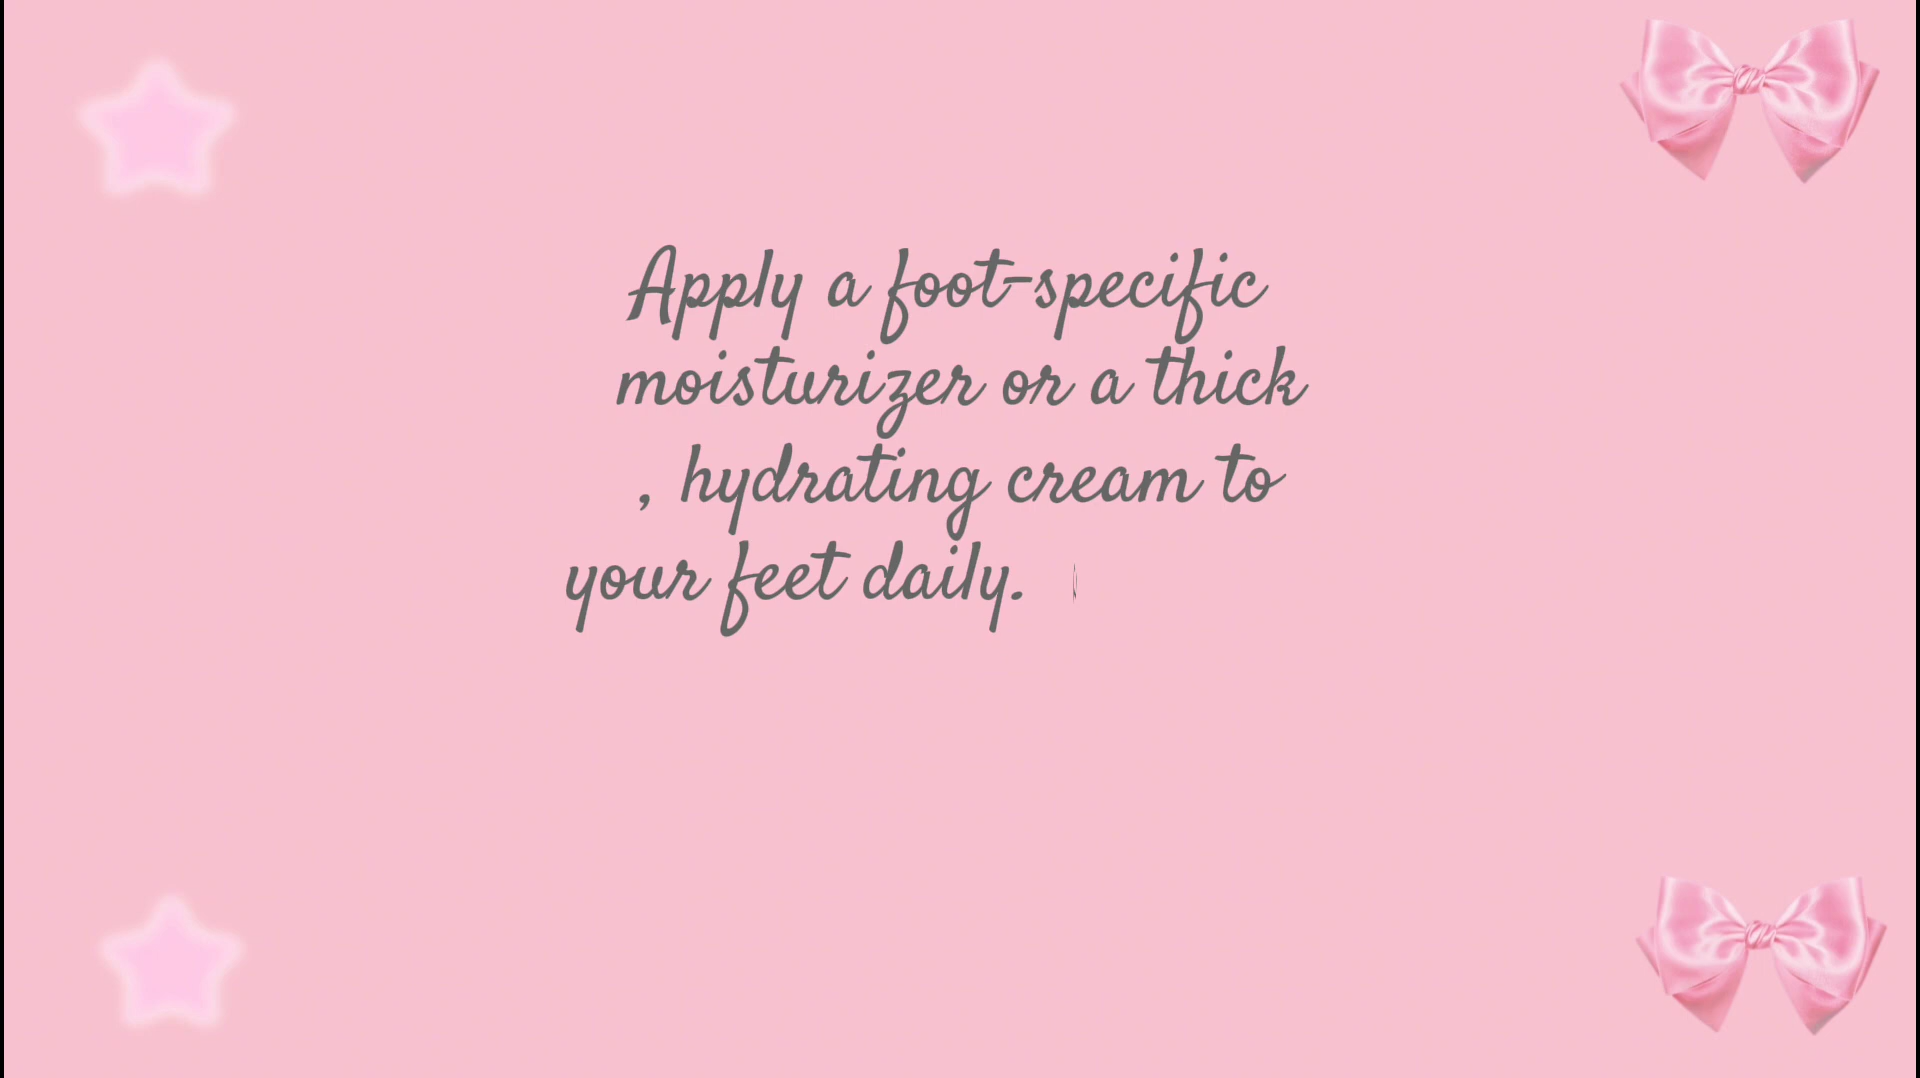 Apply a foot-specific
moisturizer or a thick
, hydrating cream to
your feet daily.